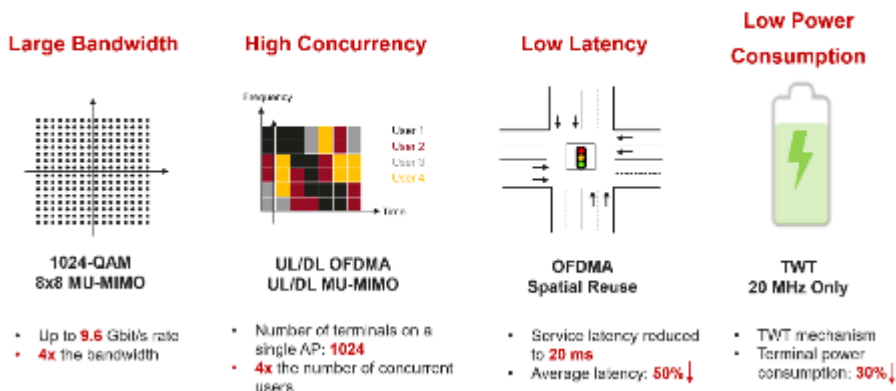 Large Bandwidth
1024-QAM
8x8 MU-MIMO
• Up to 9.6 Gbit/s rate
• 4x the bandwidth
High Concurrency
Frequency
User 1
User 2
User 3
User 4
Time
UL/DL OFDMA
UL/DL MU-MIMO
• Number of terminals on a
single AP: 1024
• 4x the number of concurrent
users
Low Latency
OFDMA
Spatial Reuse
• Service latency reduced
to 20 ms
• Average latency: 50%↓
Low Power
Consumption
TWT
20 MHz Only
• TWT mechanism
• Terminal power
consumption: 30%↓